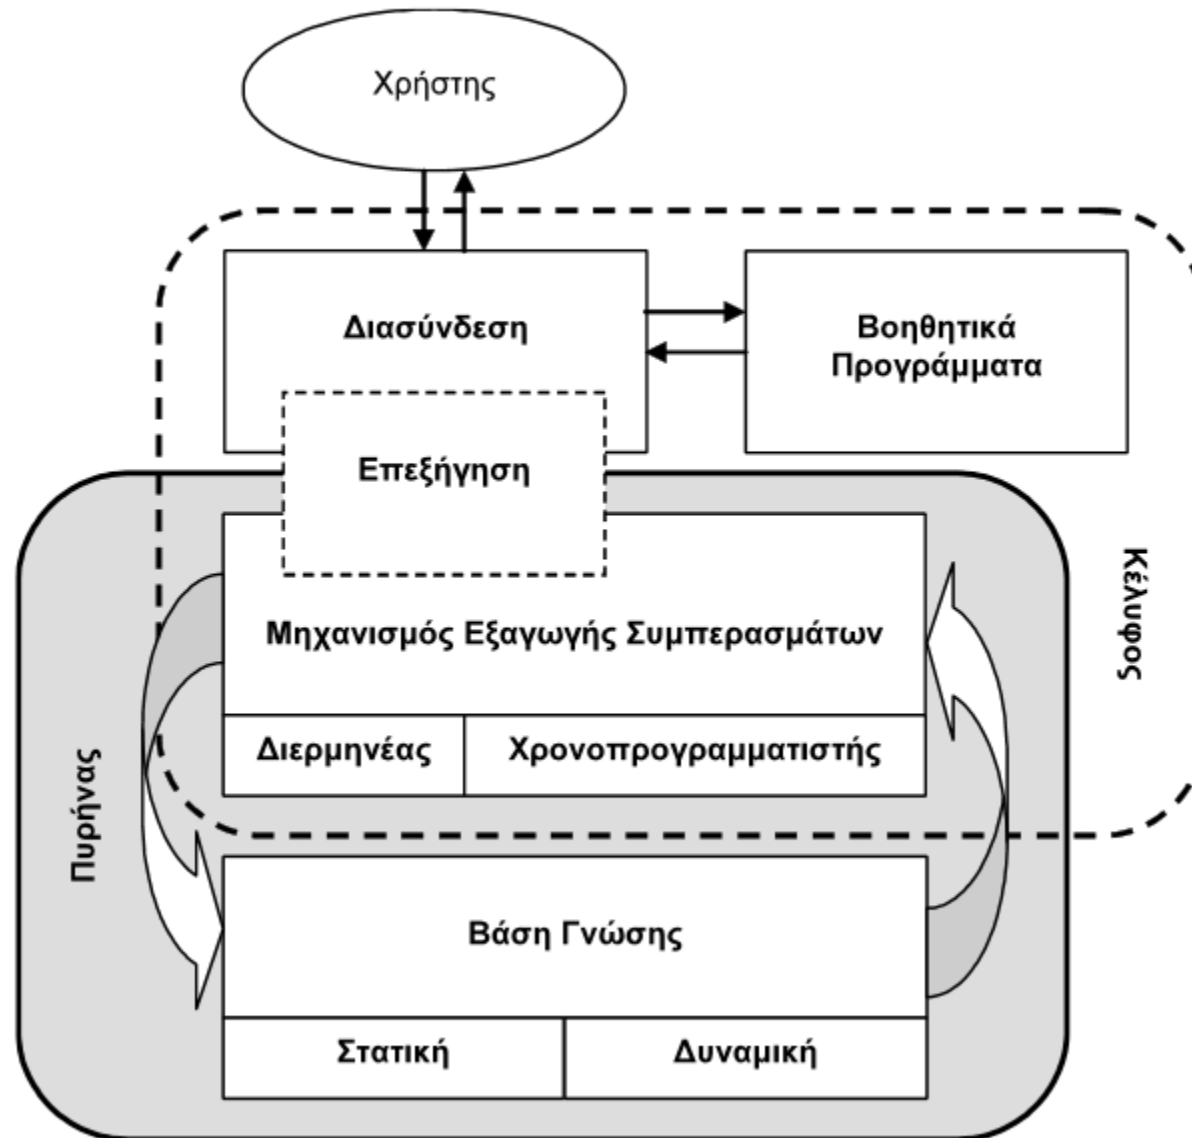 Χρήστης
Διασύνδεση
Βοηθητικά
Προγράμματα
Επεξήγηση
Κέλυφος
Μηχανισμός Εξαγωγής Συμπερασμάτων
Διερμηνέας
Χρονοπρογραμματιστής
Πυρήνας
Βάση Γνώσης
Στατική
Δυναμική